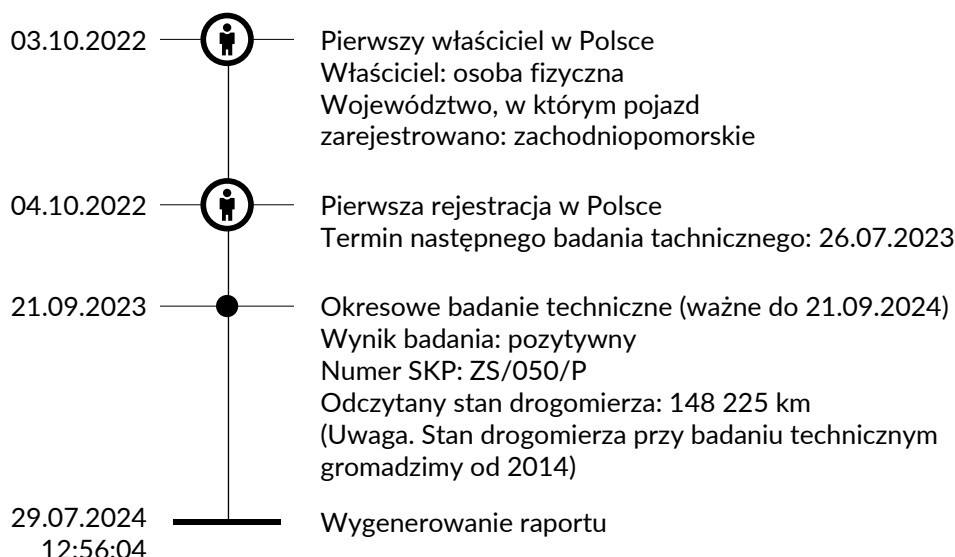 03.10.2022
Pierwszy właściciel w Polsce
Właściciel: osoba fizyczna
Województwo, w którym pojazd
zarejestrowano: zachodniopomorskie
04.10.2022
Pierwsza rejestracja w Polsce
Termin następnego badania tachnicznego: 26.07.2023
21.09.2023
Okresowe badanie techniczne (ważne do 21.09.2024)
Wynik badania: pozytywny
Numer SKP: ZS/050/P
Odczytany stan drogomierza: 148 225 km
(Uwaga. Stan drogomierza przy badaniu technicznym
gromadzimy od 2014)
29.07.2024
12:56:04
Wygenerowanie raportu